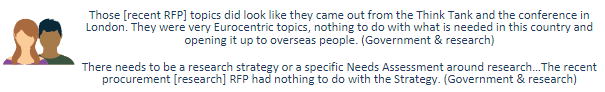 Those [recent RFP] topics did look like they came out from the Think Tank and the conference in
London. They were very Eurocentric topics, nothing to do with what is needed in this country and
opening it up to overseas people. (Government & research)
There needs to be a research strategy or a specific Needs Assessment around research...The recent
procurement [research] RFP had nothing to do with the Strategy. (Government & research)